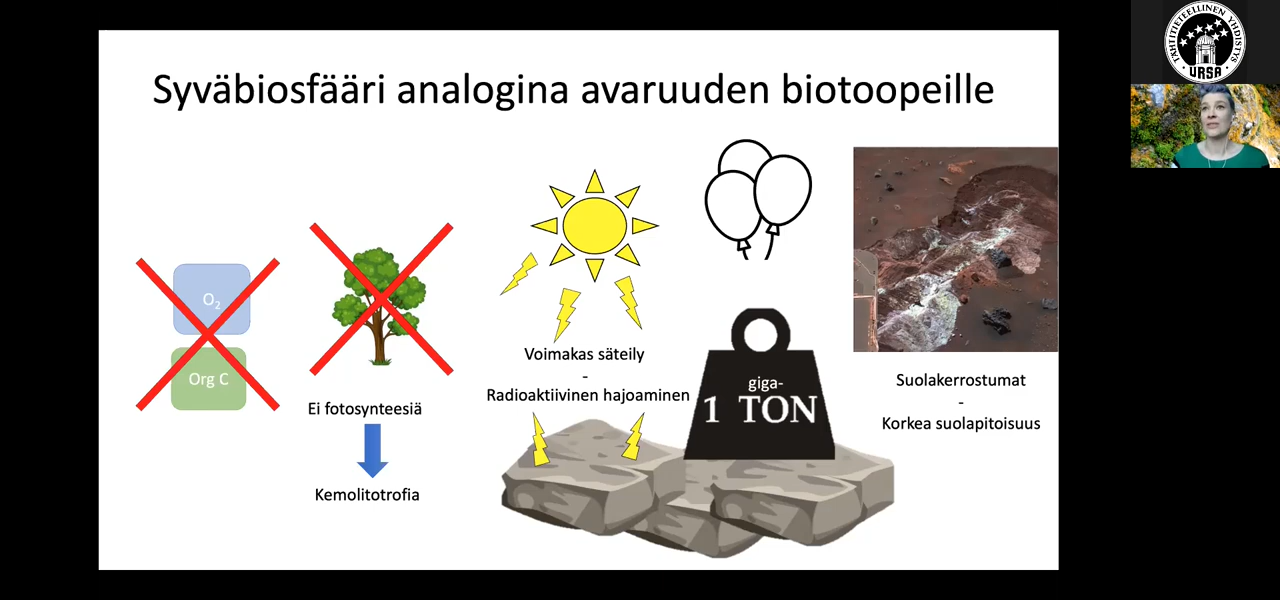 Syväbiosfääri analogina avaruuden biotoopeille
O2
Org C
Ei fotosynteesiä
Kemolitotrofia
Voimakas säteily
-
Radioaktiivinen hajoaminen
giga-
1 TON
Suolakerrostumat
-
Korkea suolapitoisuus
TÄHTITIETEELLINEN YHDISTYS
URSA